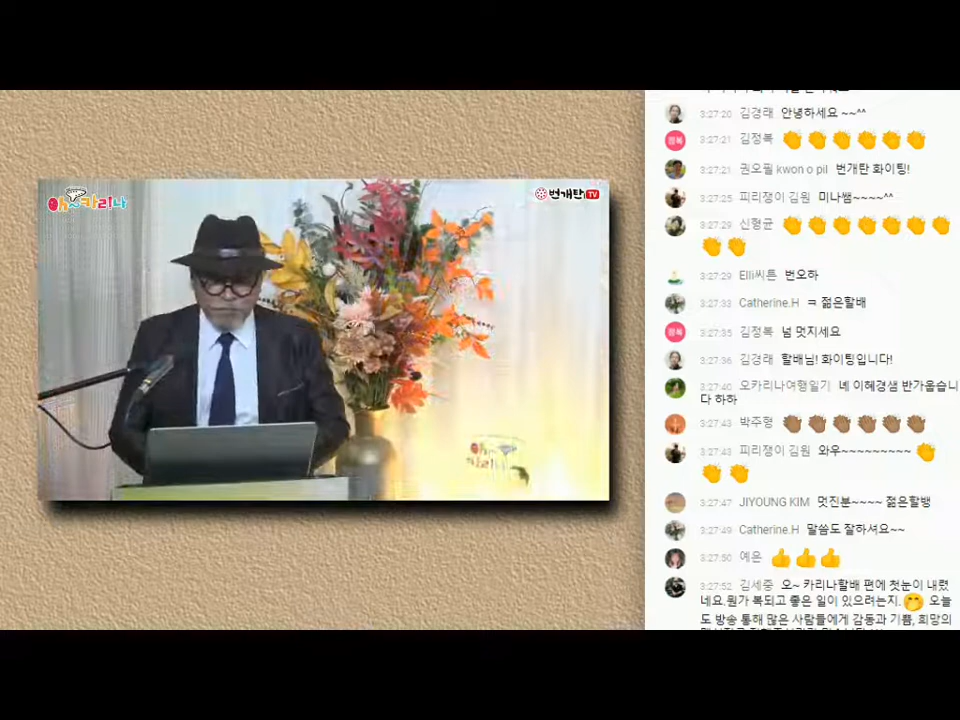 아~카리나
번개탄 TV
아~
카리나
3:27:20 김경래 안녕하세요 ~~^^
정복
3:27:21 김정복 👏👏👏👏👏👏
3:27:21 권오필 kwon o pil 번개탄 화이팅!
3:27:25 피리쟁이 김원 미나쌤~~~~^^
3:27:29 신형균 👏👏👏👏👏👏👏
👏👏
3:27:29 Elli씨튼 번오하
3:27:33 Catherine.H ㅋ 젊은할배
정복
3:27:35 김정복 넘 멋지세요
3:27:36 김경래 할배님! 화이팅입니다!
3:27:40 오카리나여행일기 네 이혜경샘 반가옵습니
다 하하
3:27:43 박주형 👏🏾👏🏾👏🏾👏🏾👏🏾👏🏾
3:27:43 피리쟁이 김원 와우~~~~~~~~~ 👏
👏👏
3:27:47 JIYOUNG KIM 멋진분~~~~ 젊은할뱅
3:27:49 Catherine.H 말씀도 잘하셔요~~
3:27:50 예은 👍👍👍
3:27:52 김세중 오~ 카리나할배 편에 첫눈이 내렸
네요.뭔가 복되고 좋은 일이 있으려는지.🤭 오늘
도 방송 통해 많은 사람들에게 감동과 기쁨, 희망의